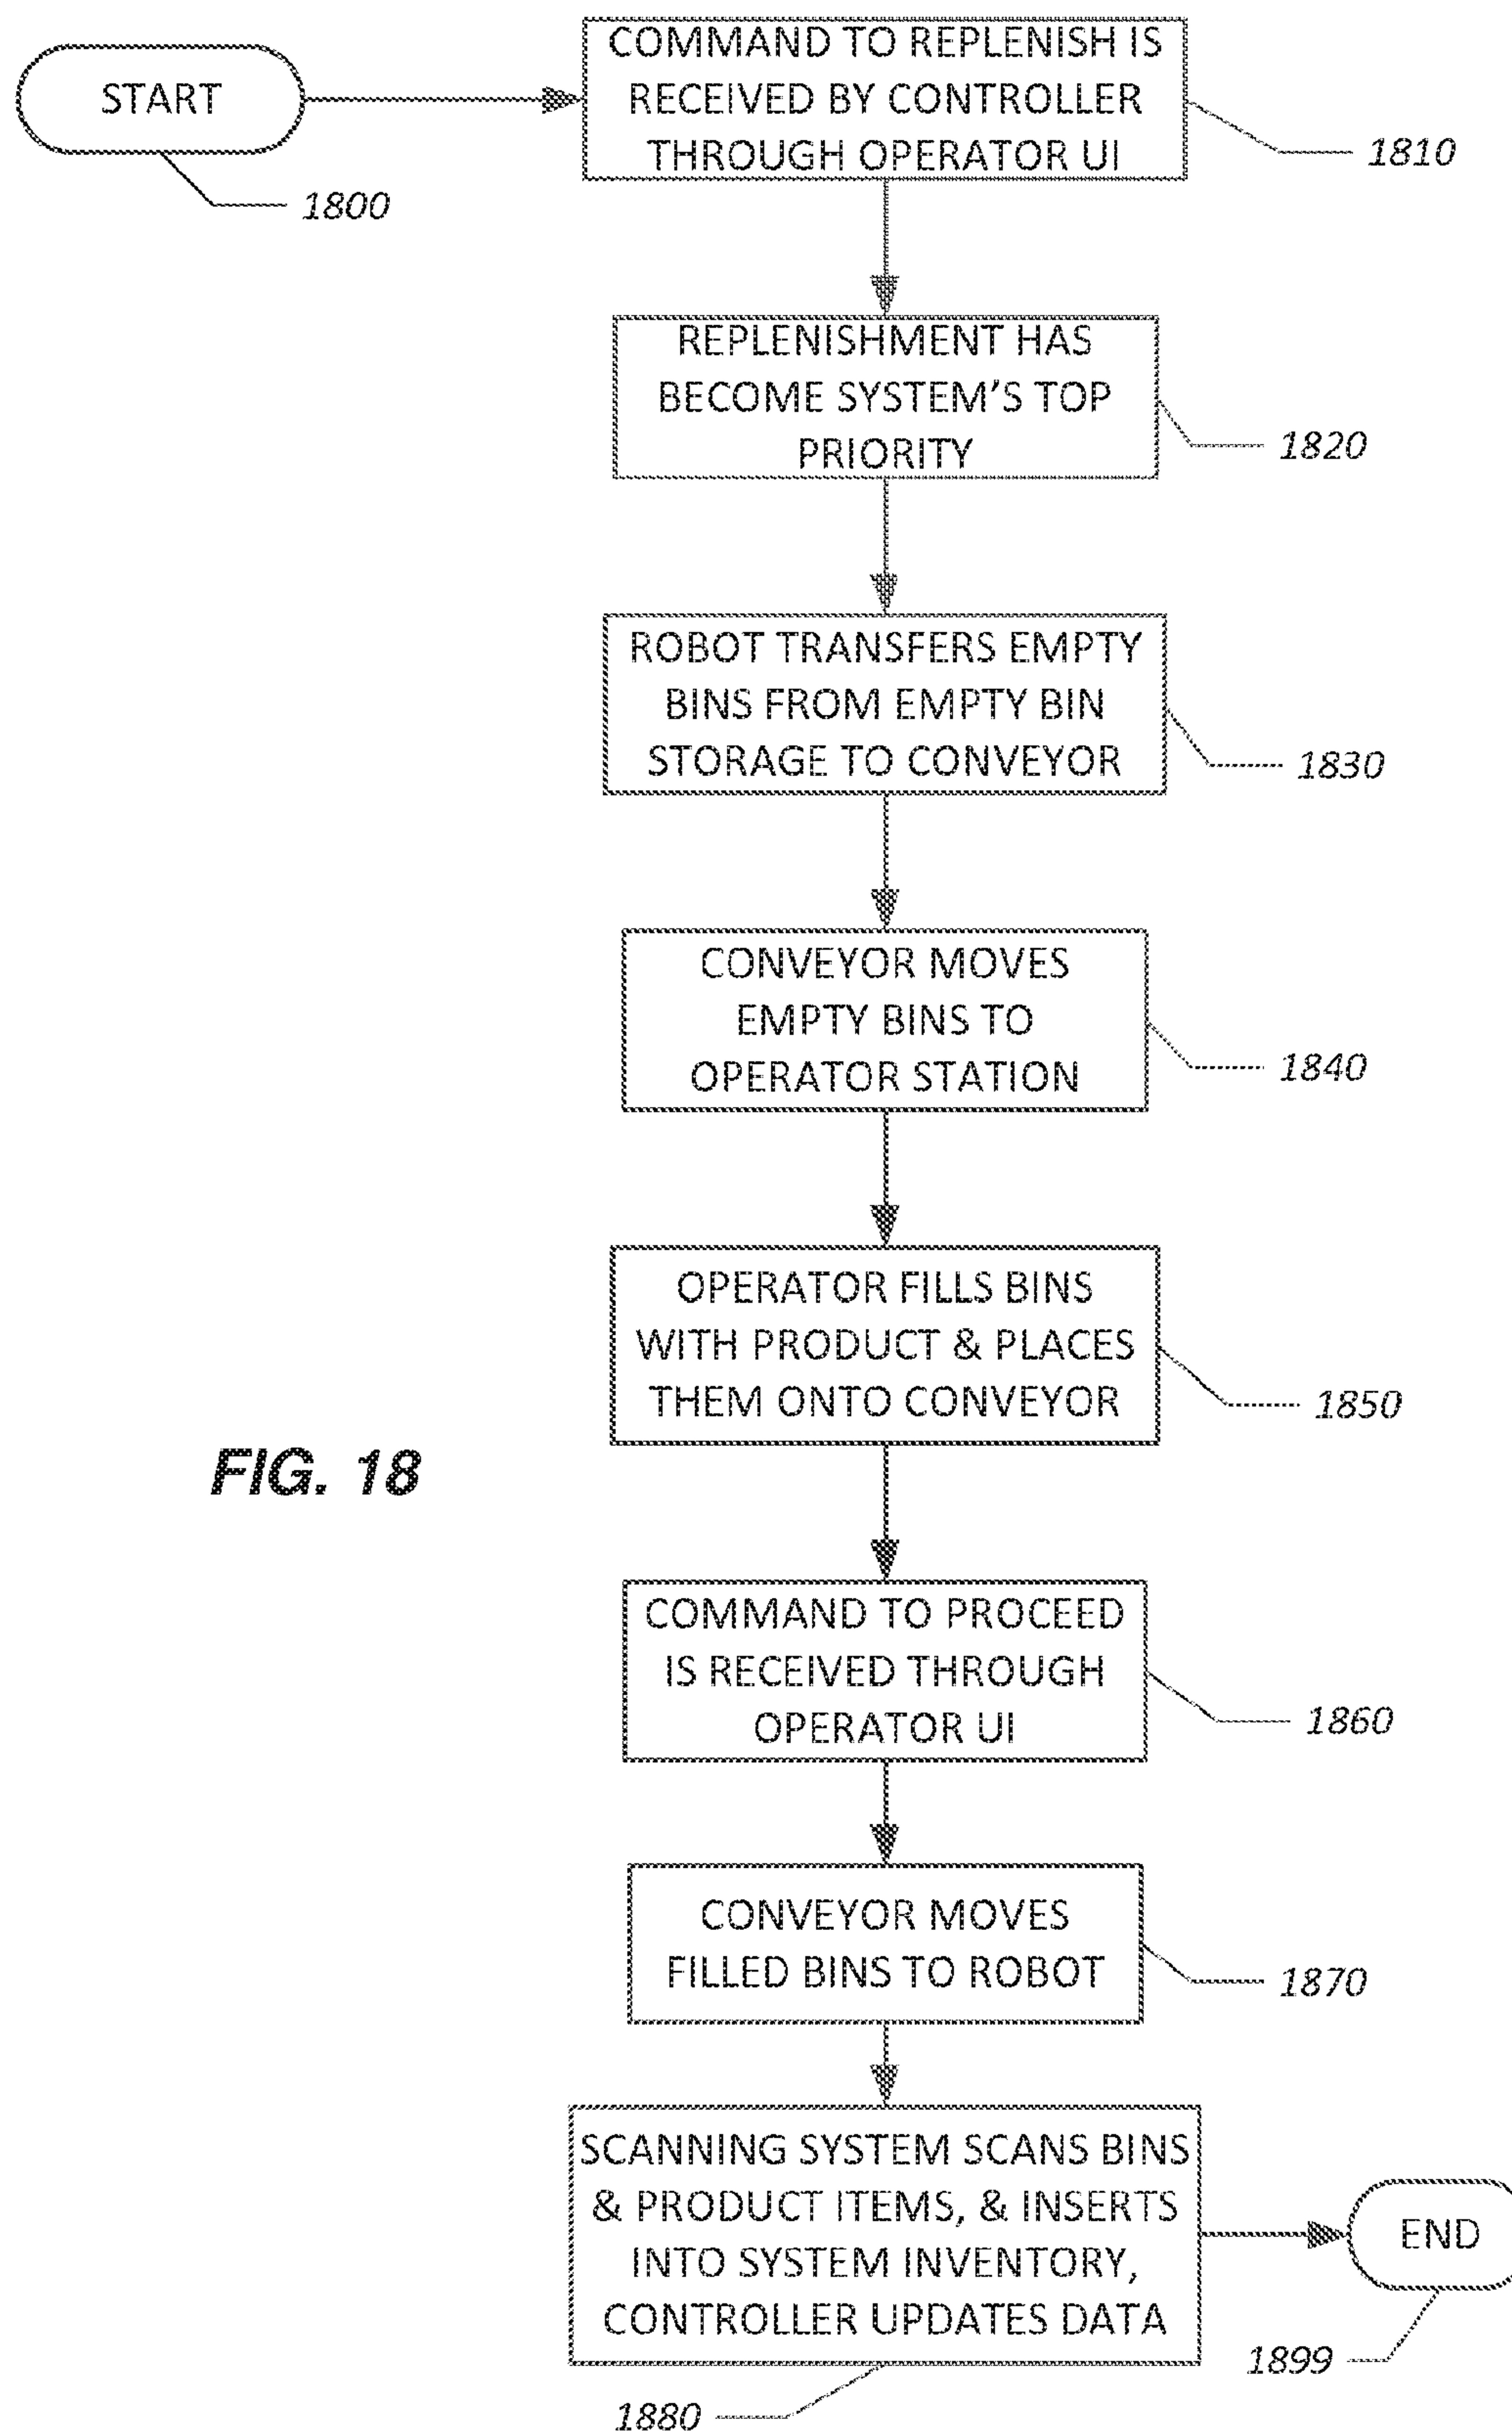 START
1800
COMMAND TO REPLENISH IS
RECEIVED BY CONTROLLER
THROUGH OPERATOR UI
1810
REPLENISHMENT HAS
BECOME SYSTEM'S TOP
PRIORITY
1820
ROBOT TRANSFERS EMPTY
BINS FROM EMPTY BIN
STORAGE TO CONVEYOR
1830
CONVEYOR MOVES
EMPTY BINS TO
OPERATOR STATION
1840
OPERATOR FILLS BINS
WITH PRODUCT & PLACES
THEM ONTO CONVEYOR
1850
FIG. 18
COMMAND TO PROCEED
IS RECEIVED THROUGH
OPERATOR UI
1860
CONVEYOR MOVES
FILLED BINS TO ROBOT
1870
SCANNING SYSTEM SCANS BINS
& PRODUCT ITEMS, & INSERTS
INTO SYSTEM INVENTORY,
CONTROLLER UPDATES DATA
1880
END
1899